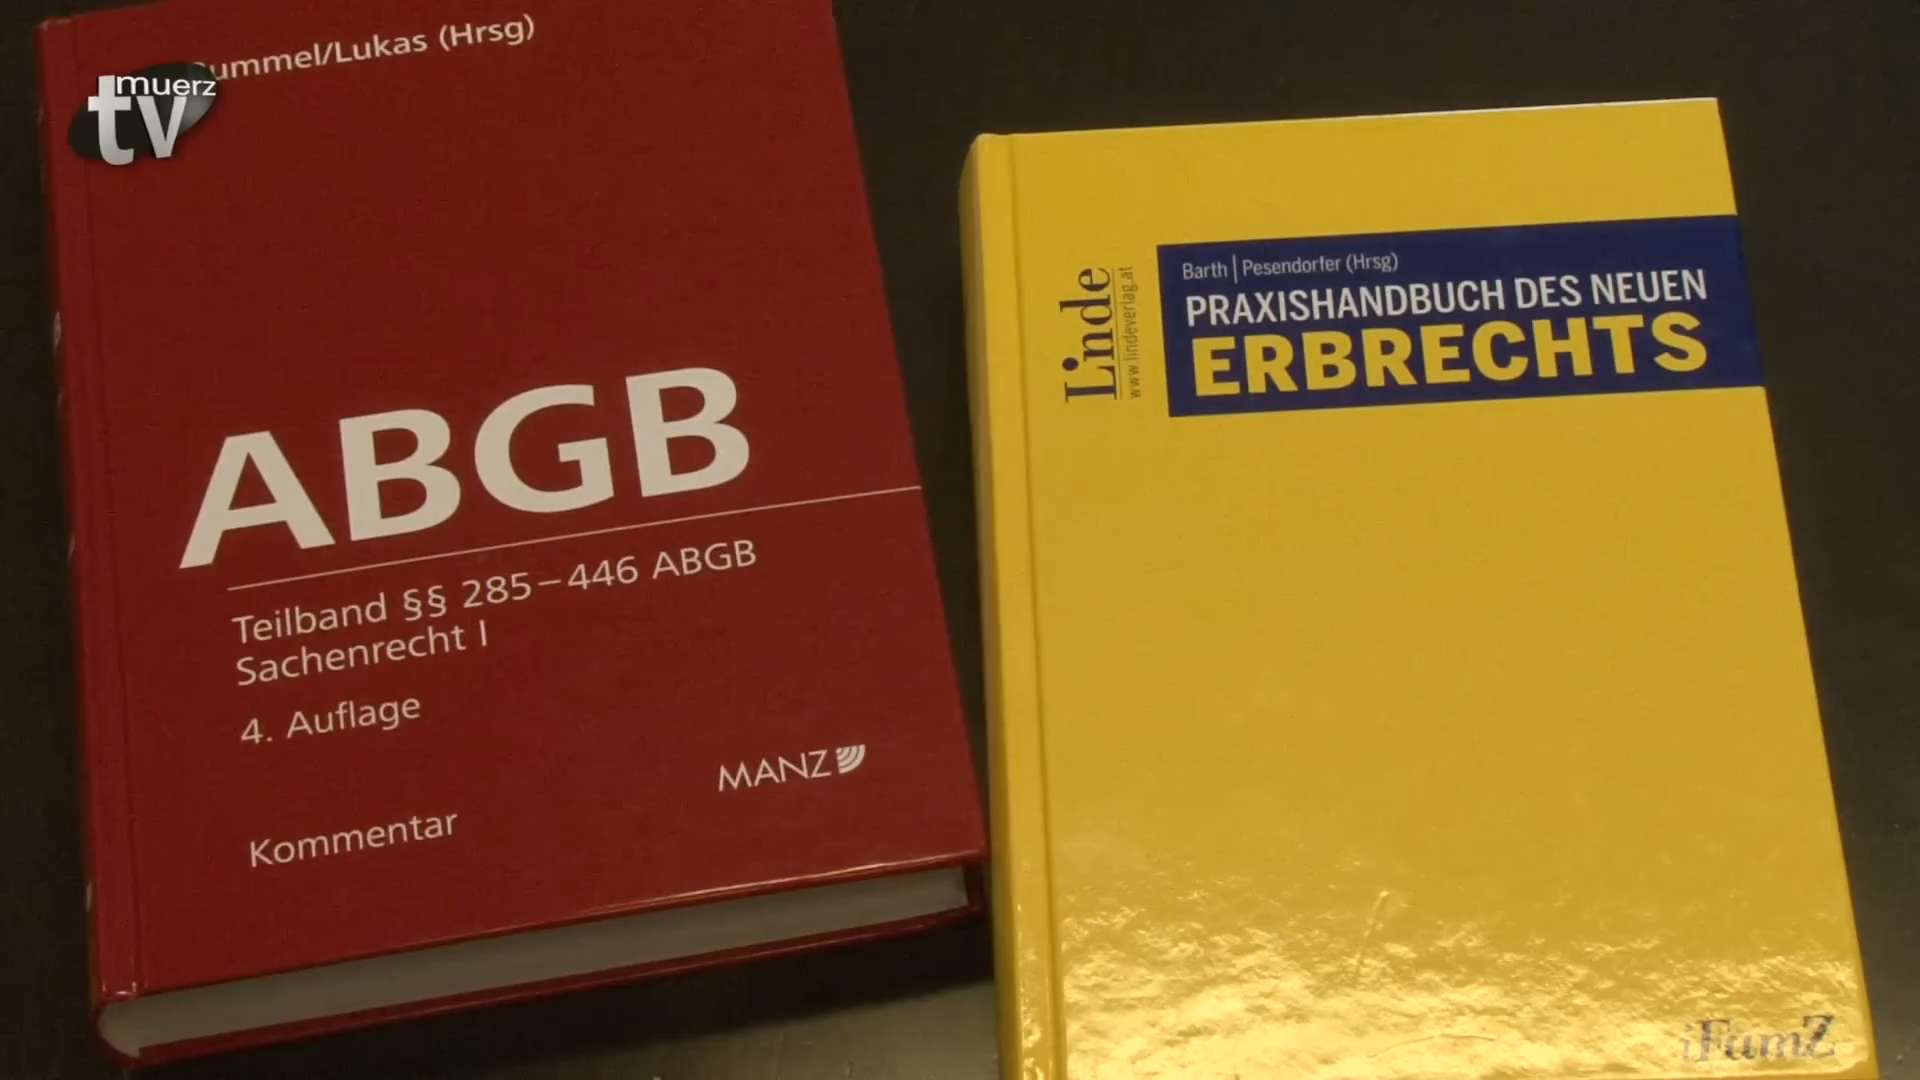 muerz
tv
ummel/Lukas (Hrsg)
ABGB
Teilband §§ 285–446 ABGB
Sachenrecht I
4. Auflage
MANZ
Kommentar
Linde
www.lindeverlag.at
Barth | Pesendorfer (Hrsg)
PRAXISHANDBUCH DES NEUEN
ERBRECHTS
iFumZ